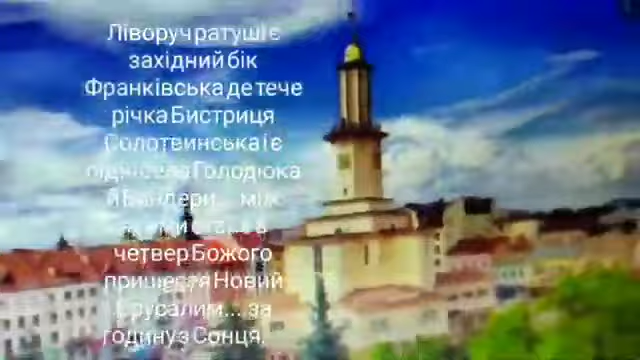 Ліворуч ратуші є
західний бік
Франківська де тече
річка Бистриця
Солотвинська і є
Голодюка
й Бандери... між
четвер Божого
пришестя Новий
Єрусалим... за
годину з Сонця.